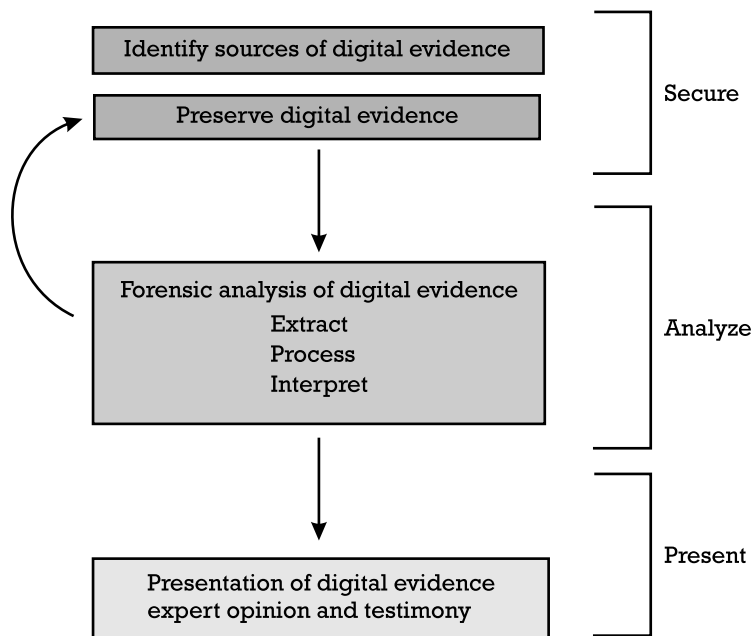 Identify sources of digital evidence
Preserve digital evidence
Secure
Forensic analysis of digital evidence
Extract
Process
Interpret
Analyze
Presentation of digital evidence
expert opinion and testimony
Present